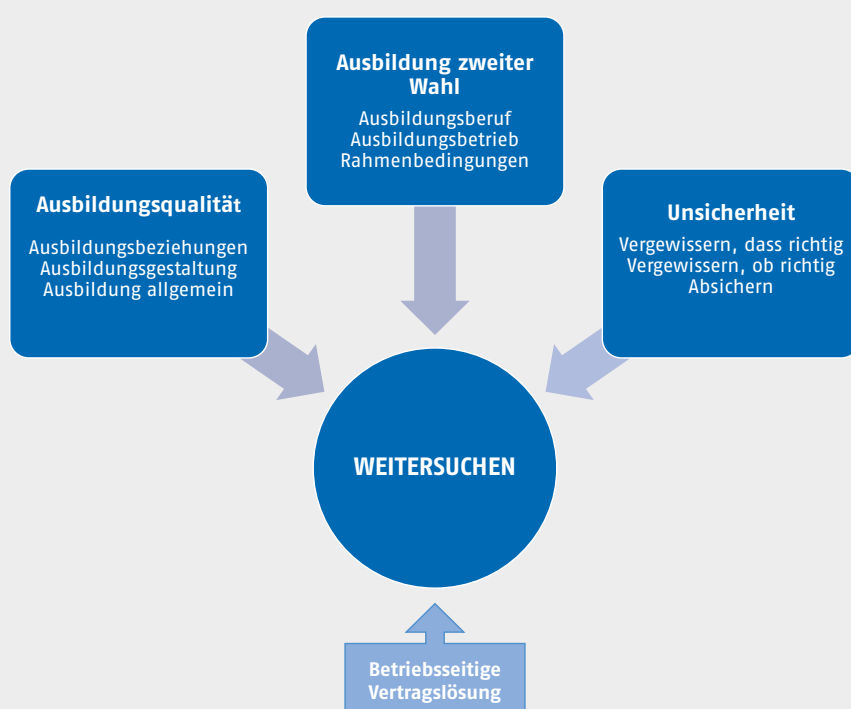 Ausbildung zweiter
Wahl
Ausbildungsberuf
Ausbildungsbetrieb
Rahmenbedingungen
Ausbildungsqualität
Ausbildungsbeziehungen
Ausbildungsgestaltung
Ausbildung allgemein
Unsicherheit
Vergewissern, dass richtig
Vergewissern, ob richtig
Absichern
WEITERSUCHEN
Betriebsseitige
Vertragslösung